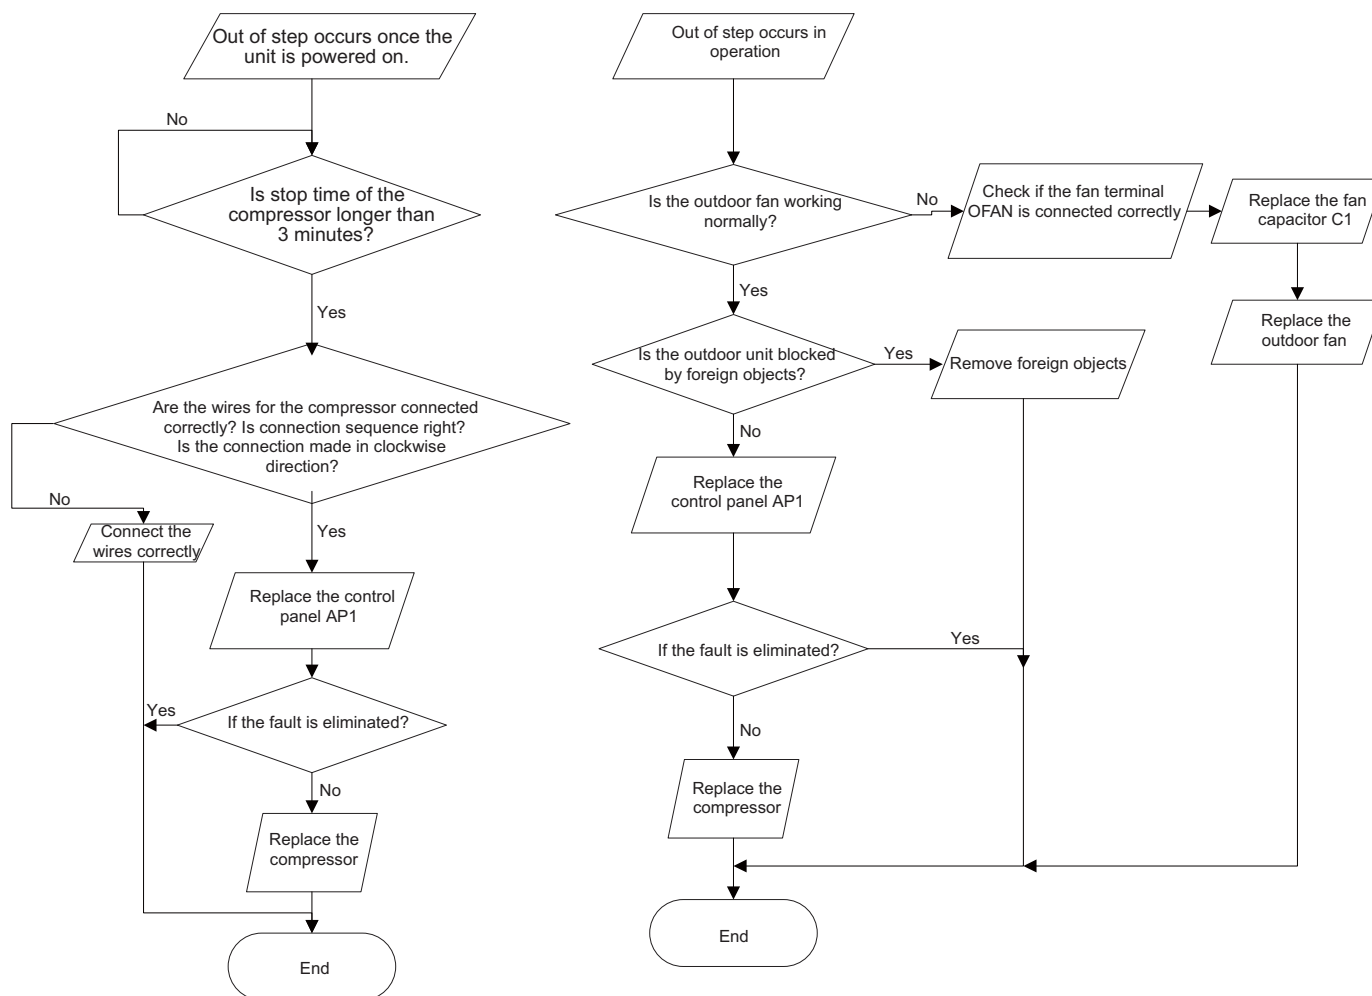 Out of step occurs once the
unit is powered on.
No
Is stop time of the
compressor longer than
3 minutes?
Yes
Are the wires for the compressor connected
correctly? Is connection sequence right?
Is the connection made in clockwise
direction?
No
Connect the
wires correctly
Yes
Replace the control
panel AP1
Yes
If the fault is eliminated?
No
Replace the
compressor
End
Out of step occurs in
operation
Is the outdoor fan working
normally?
No
Check if the fan terminal
OFAN is connected correctly
Replace the fan
capacitor C1
Replace the
outdoor fan
Yes
Is the outdoor unit blocked
by foreign objects?
Yes
Remove foreign objects
No
Replace the
control panel AP1
If the fault is eliminated?
Yes
No
Replace the
compressor
End